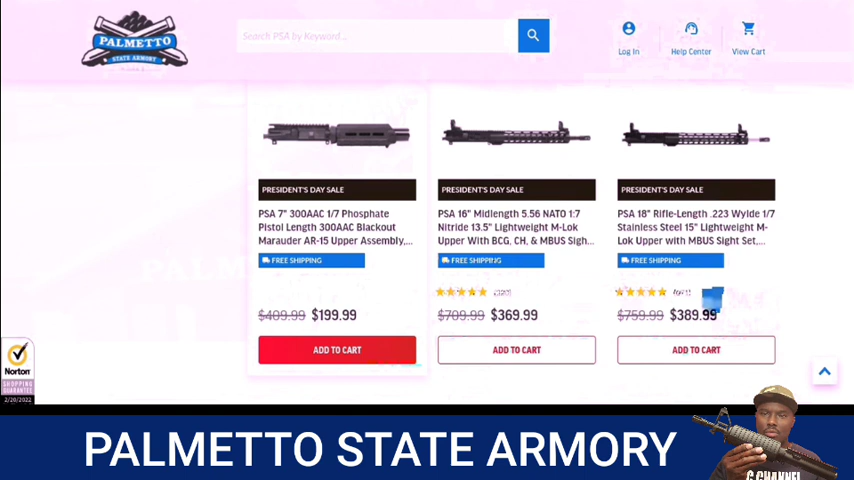 PALMETTO
STATE ARMORY
Search PSA by Keyword...
Log In
Help Center
View Cart
PRESIDENT'S DAY SALE
PSA 7" 300AAC 1/7 Phosphate
Pistol Length 300AAC Blackout
Marauder AR-15 Upper Assembly,...
FREE SHIPPING
$409.99 $199.99
ADD TO CART
PRESIDENT'S DAY SALE
PSA 16" Midlength 5.56 NATO 1:7
Nitride 13.5" Lightweight M-Lok
Upper With BCG, CH, & MBUS Sigh...
FREE SHIPPING
$709.99 $369.99
ADD TO CART
PRESIDENT'S DAY SALE
PSA 18" Rifle-Length .223 Wylde 1/7
Stainless Steel 15" Lightweight M-
Lok Upper with MBUS Sight Set,...
FREE SHIPPING
$759.99 $389.99
ADD TO CART
Norton
SHOPPING
GUARANTEE
2/20/2022
PALMETTO STATE ARMORY
CHANNEL